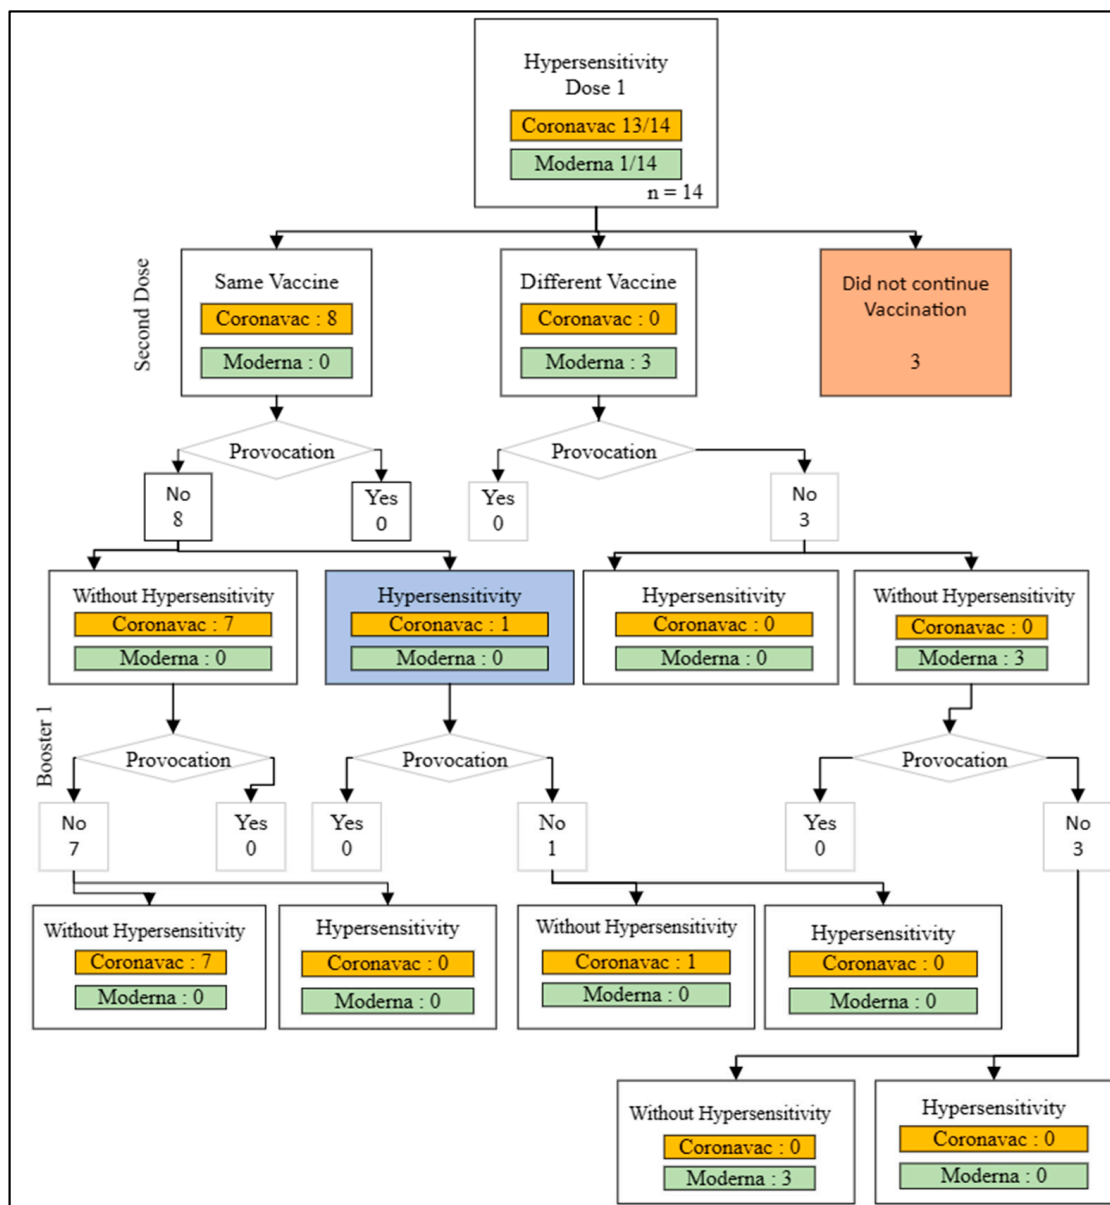 Hypersensitivity
Dose 1
Coronavac 13/14
Moderna 1/14
n = 14
Second Dose
Same Vaccine
Coronavac : 8
Moderna : 0
Different Vaccine
Coronavac : 0
Moderna : 3
Did not continue
Vaccination
3
Provocation
Provocation
No
8
Yes
0
Yes
0
No
3
Without Hypersensitivity
Coronavac : 7
Moderna : 0
Hypersensitivity
Coronavac : 1
Moderna : 0
Hypersensitivity
Coronavac : 0
Moderna : 0
Without Hypersensitivity
Coronavac : 0
Moderna : 3
Booster 1
Provocation
Provocation
Provocation
No
7
Yes
0
Yes
0
No
1
Yes
0
No
3
Without Hypersensitivity
Coronavac : 7
Moderna : 0
Hypersensitivity
Coronavac : 0
Moderna : 0
Without Hypersensitivity
Coronavac : 1
Moderna : 0
Hypersensitivity
Coronavac : 0
Moderna : 0
Without Hypersensitivity
Coronavac : 0
Moderna : 3
Hypersensitivity
Coronavac : 0
Moderna : 0